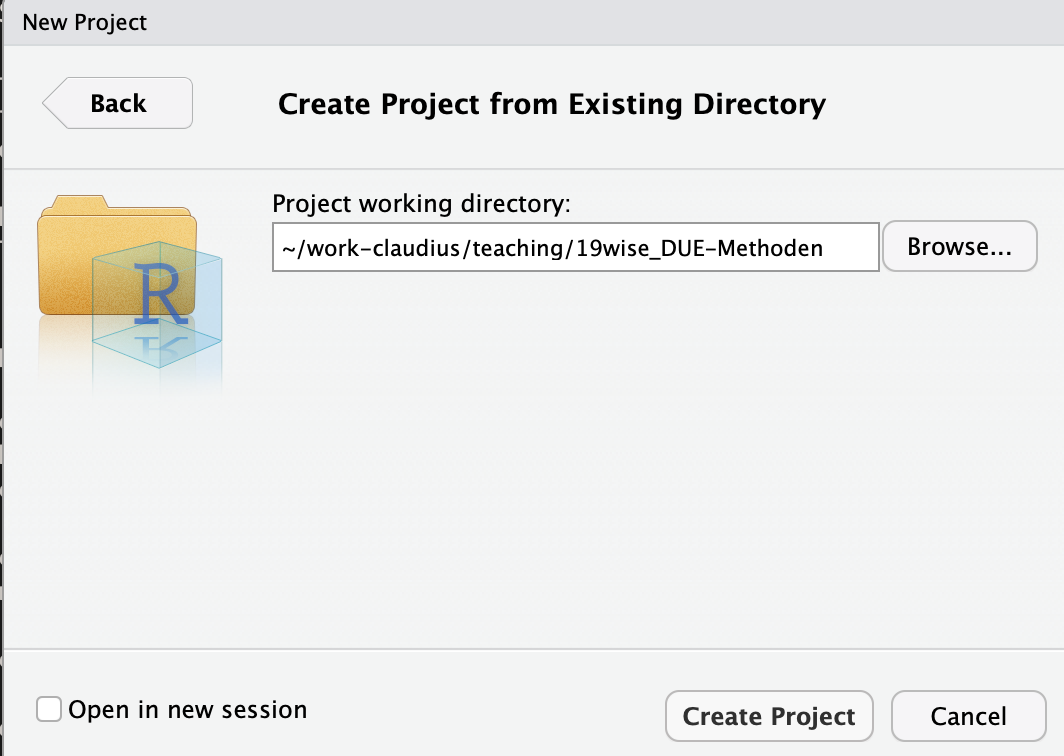 New Project
Back
Create Project from Existing Directory
Project working directory:
~/work-claudius/teaching/19wise_DUE-Methoden
Browse...
R
Open in new session
Create Project
Cancel